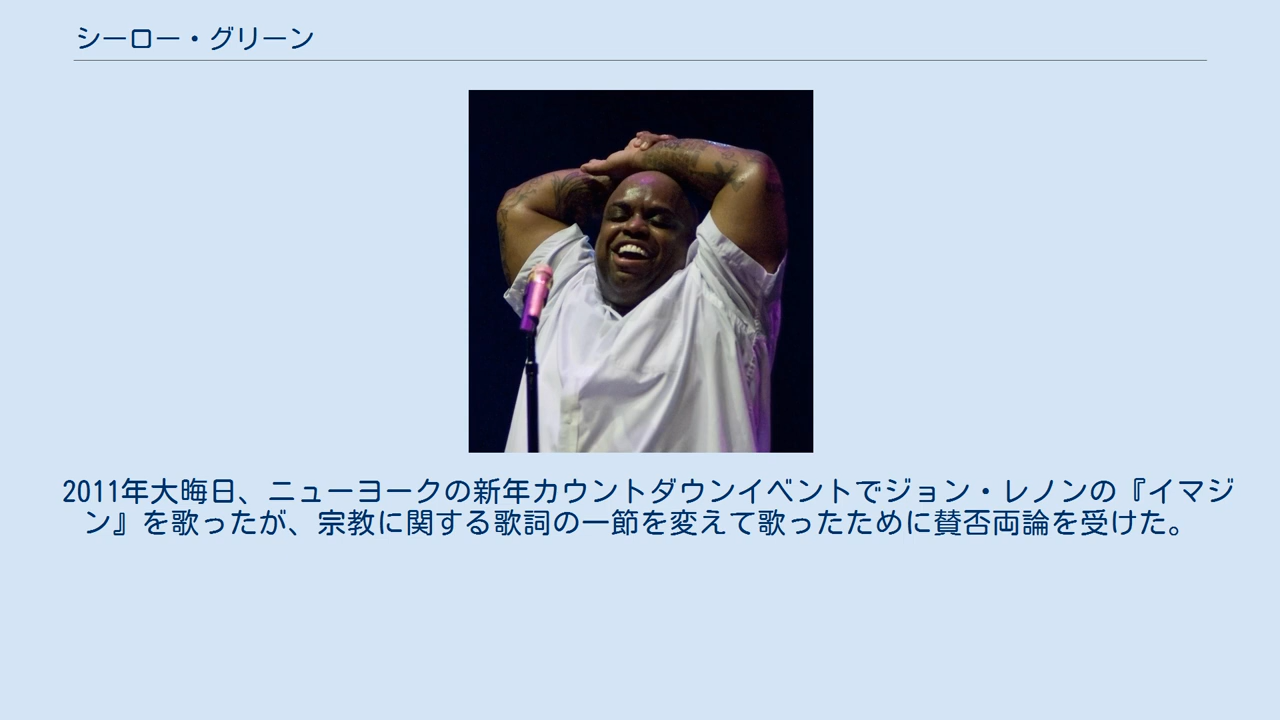 シーロー・グリーン
2011年大晦日、ニューヨークの新年カウントダウンイベントでジョン・レノンの『イマジ
ン』を歌ったが、宗教に関する歌詞の一節を変えて歌ったために賛否両論を受けた。